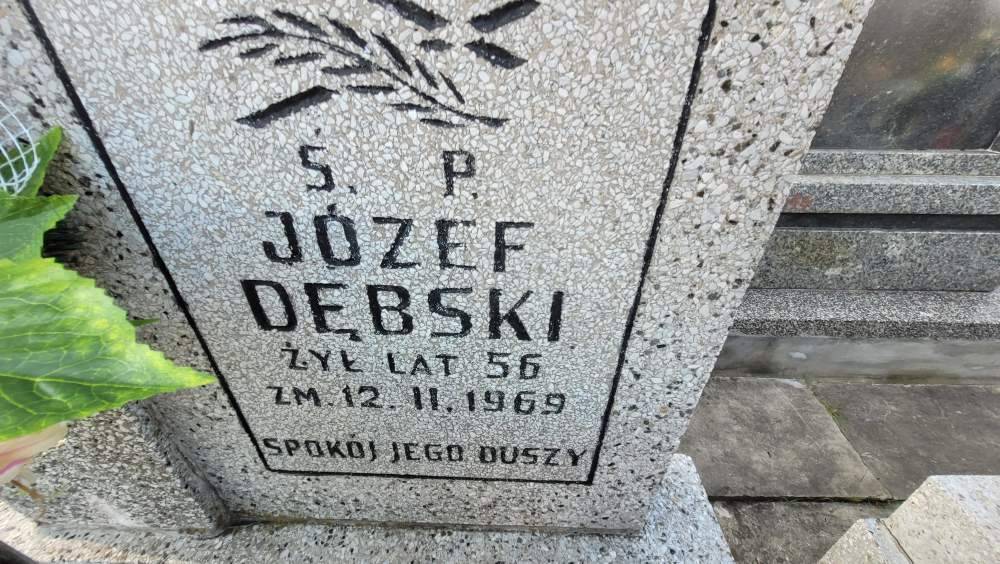 Ś. P.
JÓZEF
DĘBSKI
ŻYŁ LAT 56
ZM. 12. II. 1969
SPOKÓJ JEGO DUSZY